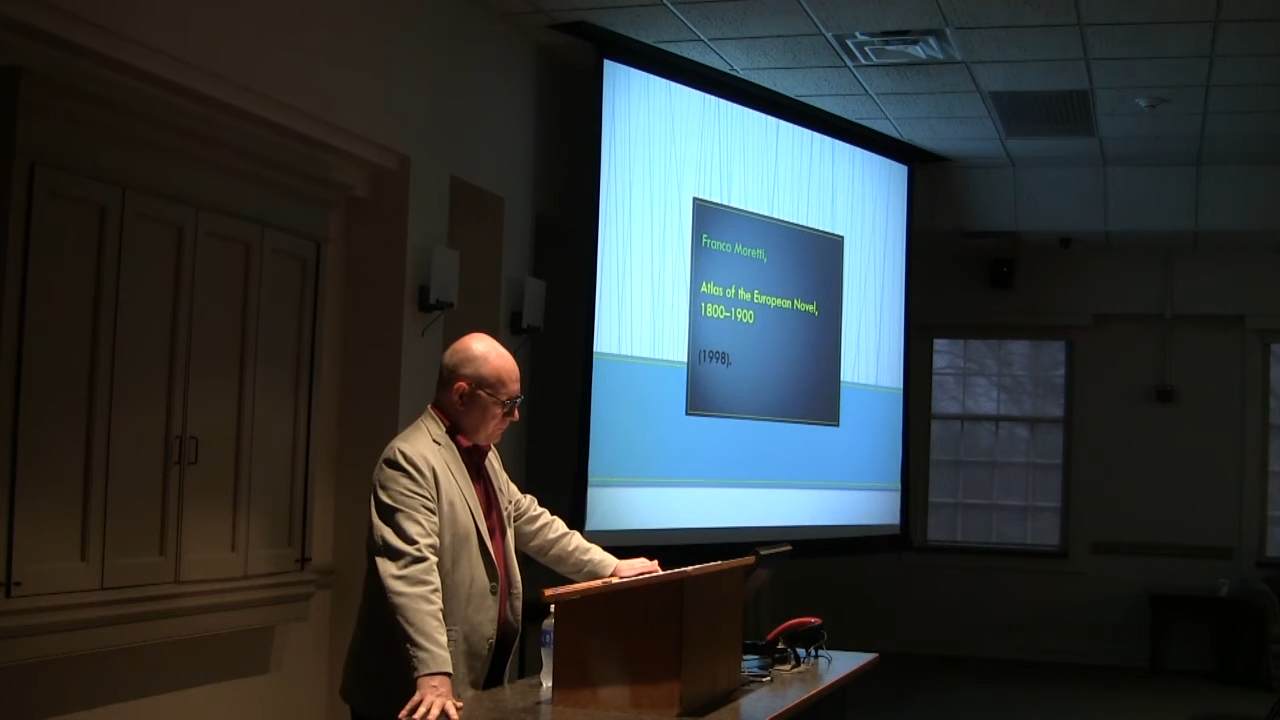 Franco Moretti,
Atlas of the European Novel,
1800–1900
(1998).